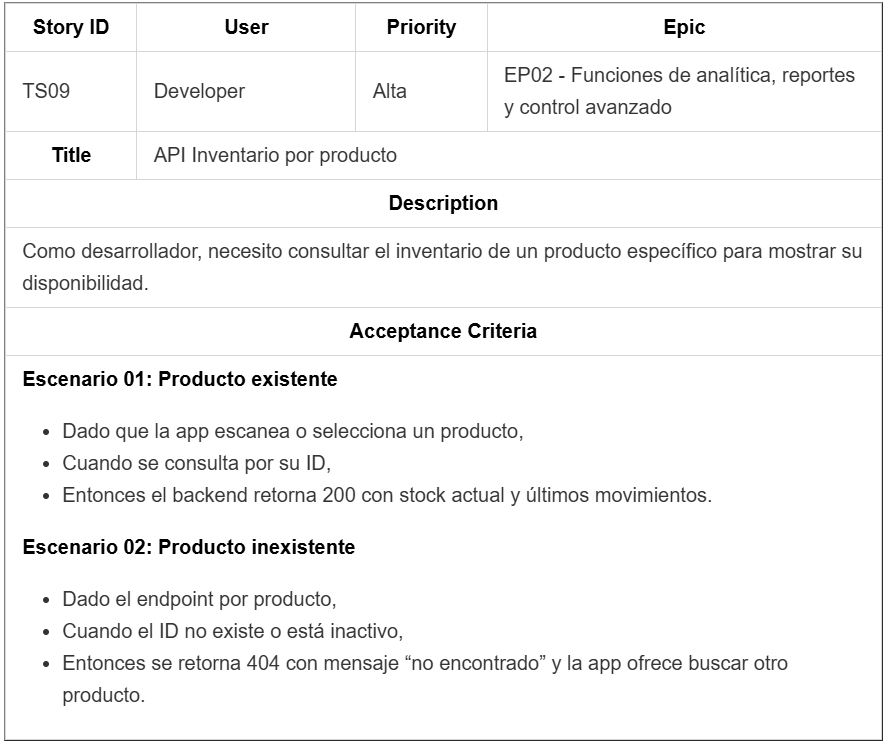 Story ID User Priority Epic
TS09 Developer Alta EP02 - Funciones de analítica, reportes
y control avanzado
Title API Inventario por producto
Description
Como desarrollador, necesito consultar el inventario de un producto específico para mostrar su
disponibilidad.
Acceptance Criteria
Escenario 01: Producto existente
• Dado que la app escanea o selecciona un producto,
• Cuando se consulta por su ID,
• Entonces el backend retorna 200 con stock actual y últimos movimientos.
Escenario 02: Producto inexistente
• Dado el endpoint por producto,
• Cuando el ID no existe o está inactivo,
• Entonces se retorna 404 con mensaje “no encontrado” y la app ofrece buscar otro
producto.